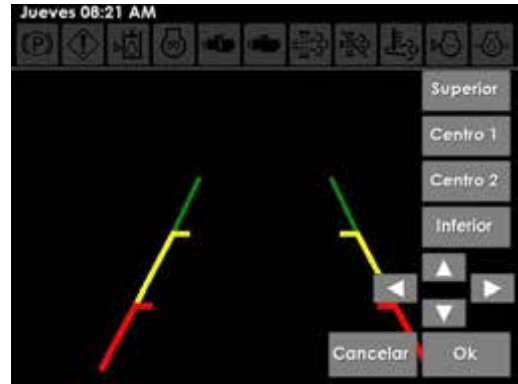 Jueves 08:21 AM
Superior
Centro 1
Centro 2
Inferior
Cancelar
Ok